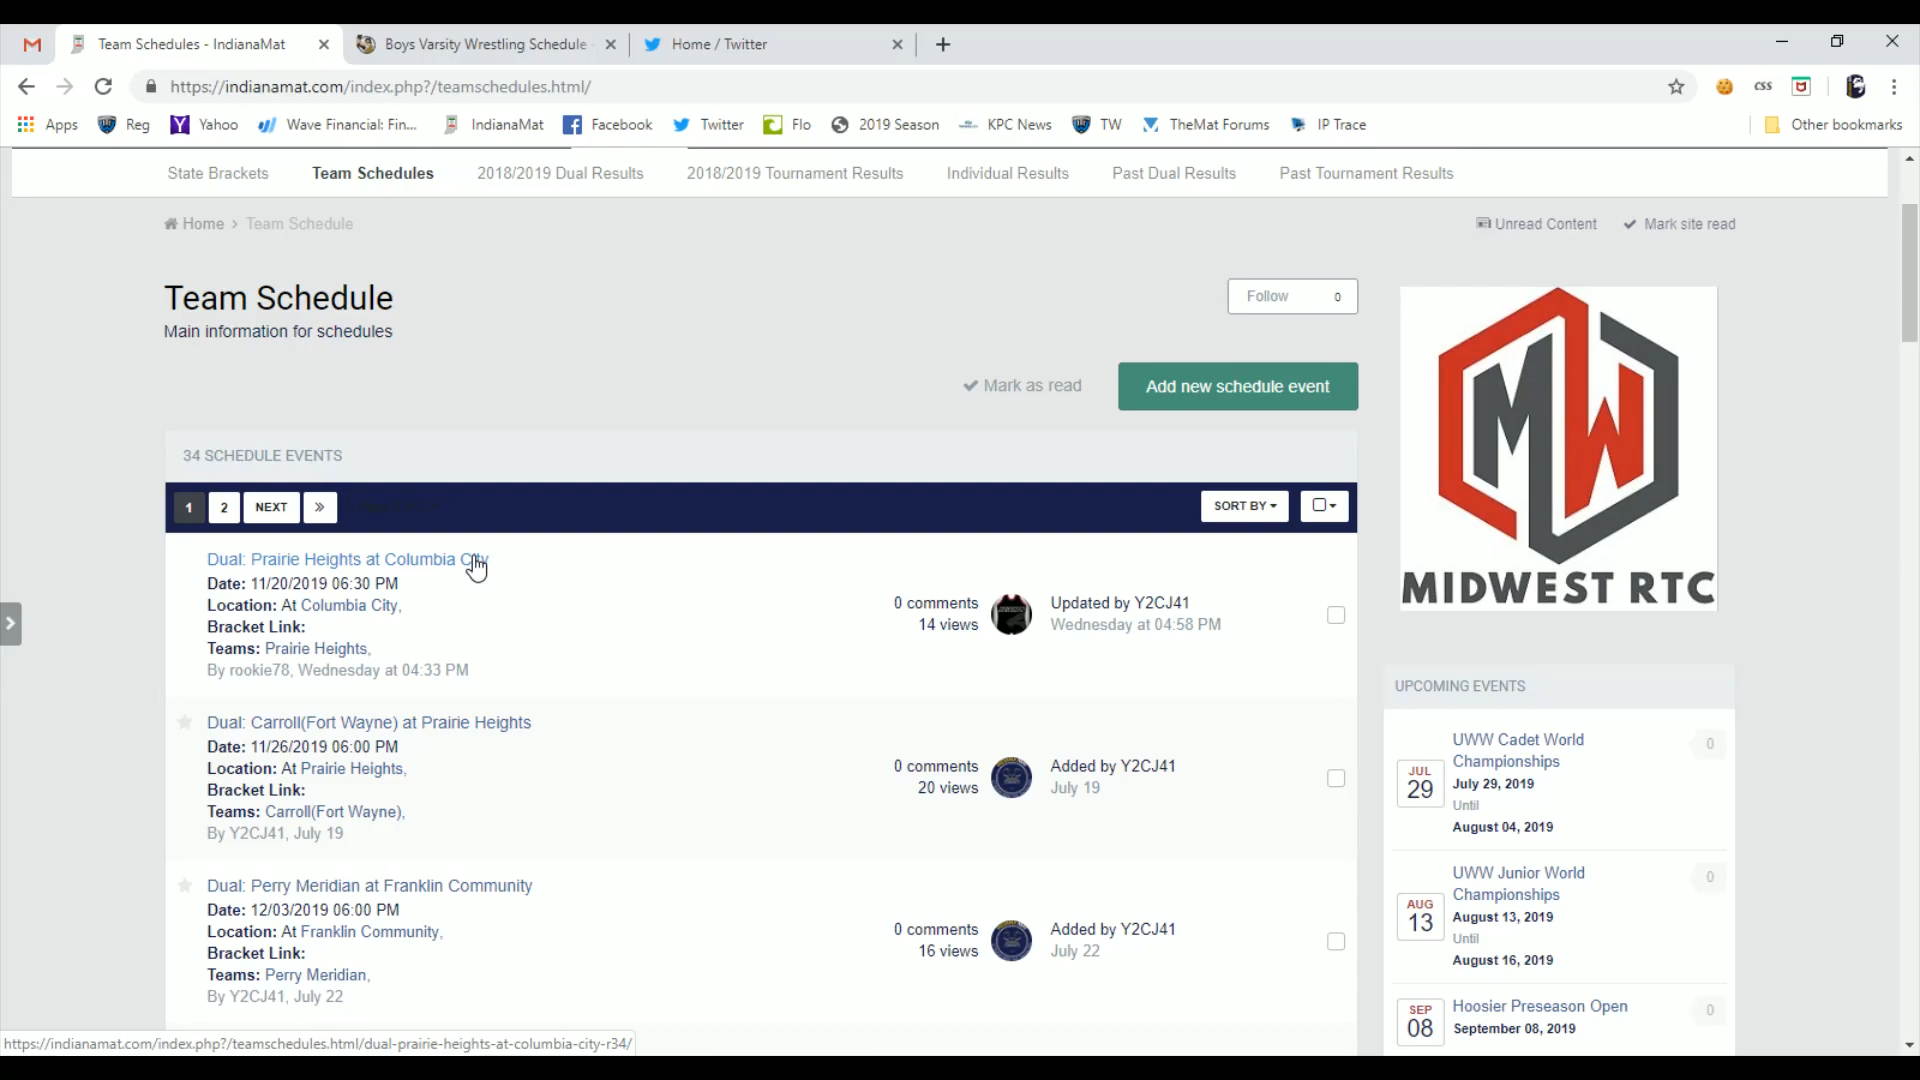 Team Schedules - IndianaMat
Boys Varsity Wrestling Schedule
Home / Twitter
https://indianamat.com/index.php?/teamschedules.html/
css
Apps
Reg
Yahoo
Wave Financial: Fin...
IndianaMat
Facebook
Twitter
Flo
2019 Season
KPC News
TW
TheMat Forums
IP Trace
Other bookmarks
State Brackets
Team Schedules
2018/2019 Dual Results
2018/2019 Tournament Results
Individual Results
Past Dual Results
Past Tournament Results
Home > Team Schedule
Unread Content
Mark site read
Team Schedule
Main information for schedules
Follow 0
Mark as read
Add new schedule event
34 SCHEDULE EVENTS
1 2 NEXT »
SORT BY
Dual: Prairie Heights at Columbia City
Date: 11/20/2019 06:30 PM
Location: At Columbia City,
Bracket Link:
Teams: Prairie Heights,
By rookie78, Wednesday at 04:33 PM
0 comments
14 views
Updated by Y2CJ41
Wednesday at 04:58 PM
Dual: Carroll(Fort Wayne) at Prairie Heights
Date: 11/26/2019 06:00 PM
Location: At Prairie Heights,
Bracket Link:
Teams: Carroll(Fort Wayne),
By Y2CJ41, July 19
0 comments
20 views
Added by Y2CJ41
July 19
Dual: Perry Meridian at Franklin Community
Date: 12/03/2019 06:00 PM
Location: At Franklin Community,
Bracket Link:
Teams: Perry Meridian,
By Y2CJ41, July 22
0 comments
16 views
Added by Y2CJ41
July 22
MW
MIDWEST RTC
UPCOMING EVENTS
JUL
29
UWW Cadet World
Championships
July 29, 2019
Until
August 04, 2019
0
AUG
13
UWW Junior World
Championships
August 13, 2019
Until
August 16, 2019
0
SEP
08
Hoosier Preseason Open
September 08, 2019
0
https://indianamat.com/index.php?/teamschedules.html/dual-prairie-heights-at-columbia-city-r34/